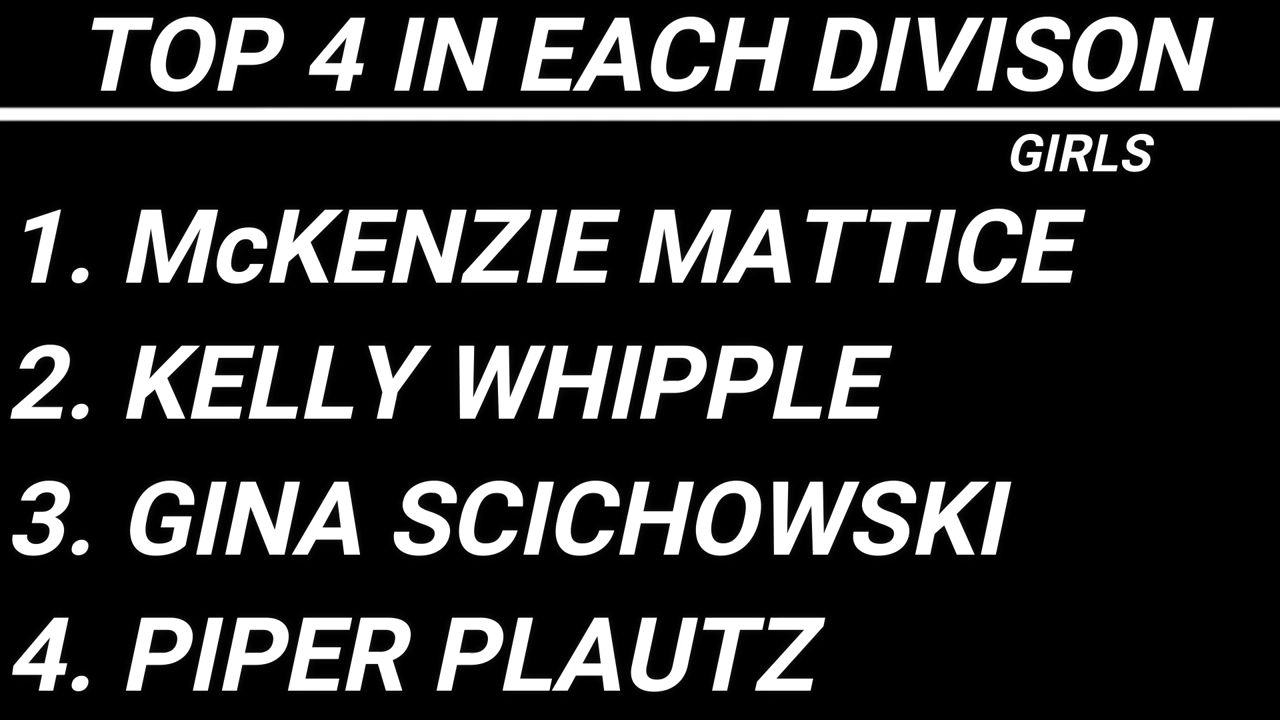 TOP 4 IN EACH DIVISON
GIRLS
1. McKENZIE MATTICE
2. KELLY WHIPPLE
3. GINA SCICHOWSKI
4. PIPER PLAUTZ